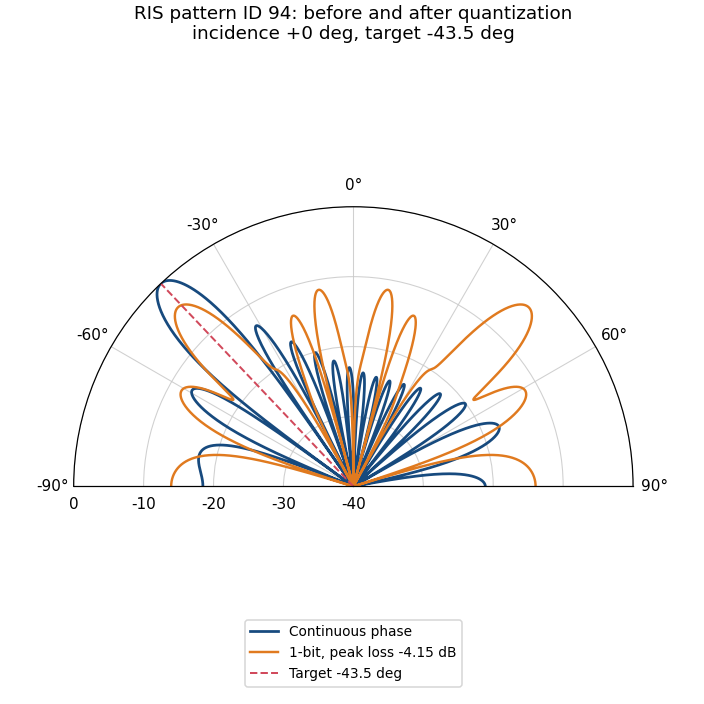 RIS pattern ID 94: before and after quantization
incidence +0 deg, target -43.5 deg
0°
-30°
30°
-60°
60°
-90°
90°
0
-10
-20
-30
-40
Continuous phase
1-bit, peak loss -4.15 dB
Target -43.5 deg